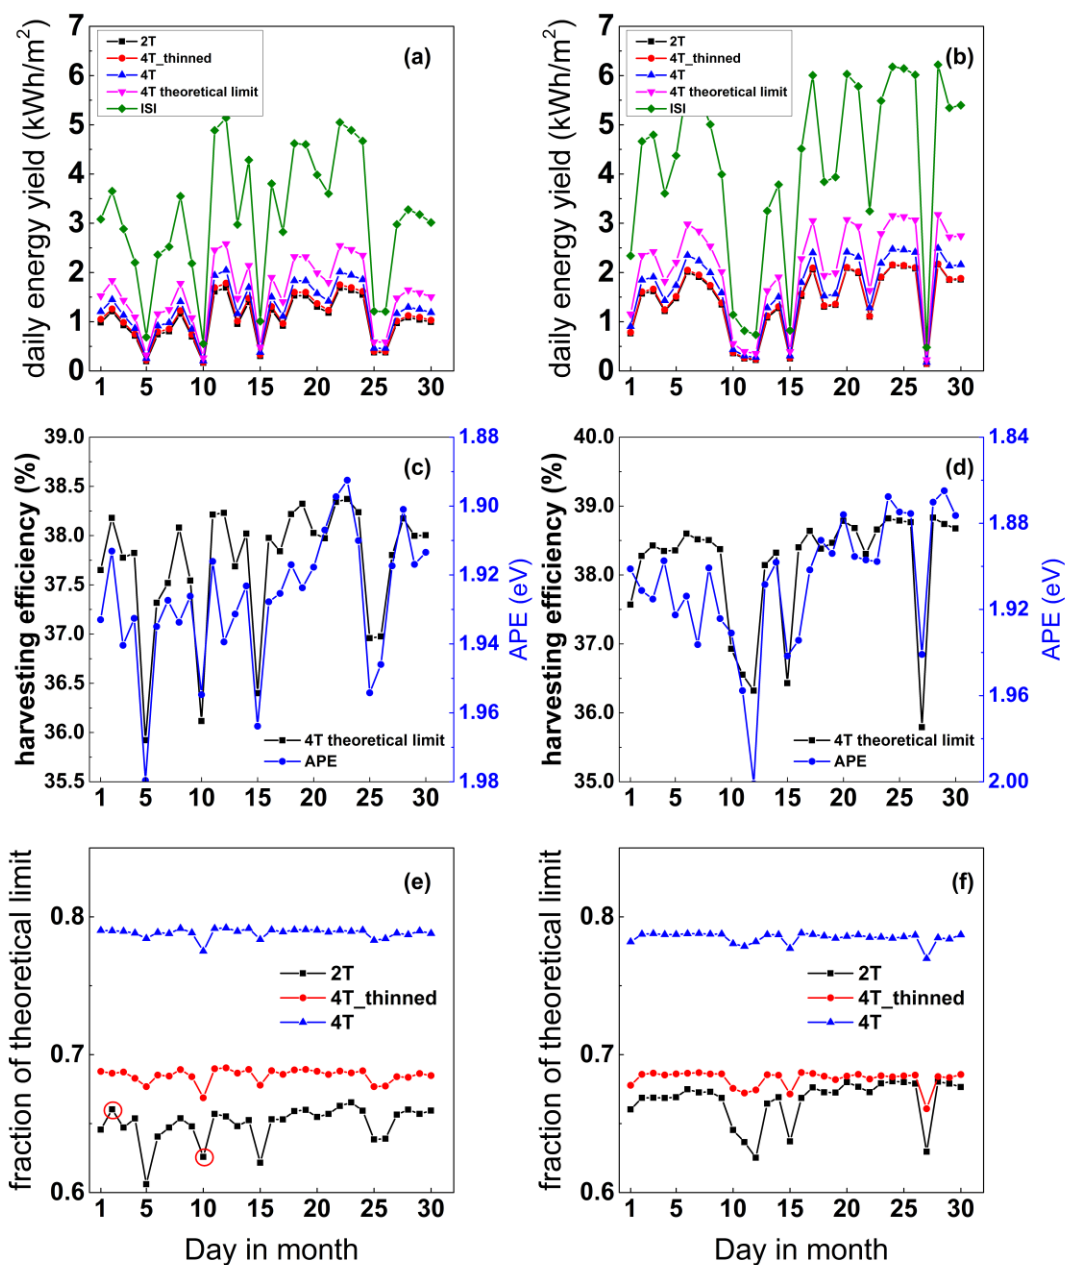 daily energy yield (kWh/m²)
7
6
5
4
3
2
1
0
2T
4T_thinned
4T
4T theoretical limit
ISI
(a)
1 5 10 15 20 25 30
daily energy yield (kWh/m²)
7
6
5
4
3
2
1
0
2T
4T_thinned
4T
4T theoretical limit
ISI
(b)
1 5 10 15 20 25 30
harvesting efficiency (%)
39.0
38.5
38.0
37.5
37.0
36.5
36.0
35.5
(c)
4T theoretical limit
APE
1.88
1.90
1.92
1.94
1.96
1.98
APE (eV)
1 5 10 15 20 25 30
harvesting efficiency (%)
40.0
39.0
38.0
37.0
36.0
35.0
(d)
4T theoretical limit
APE
1.84
1.88
1.92
1.96
2.00
APE (eV)
1 5 10 15 20 25 30
fraction of theoretical limit
0.8
0.7
0.6
(e)
2T
4T_thinned
4T
1 5 10 15 20 25 30
Day in month
fraction of theoretical limit
0.8
0.7
0.6
(f)
2T
4T_thinned
4T
1 5 10 15 20 25 30
Day in month